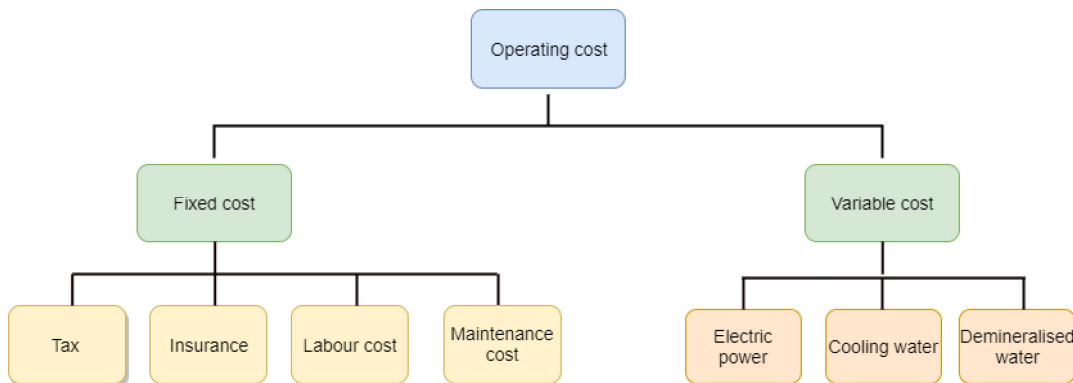 Operating cost
Fixed cost
Variable cost
Tax
Insurance
Labour cost
Maintenance
cost
Electric
power
Cooling water
Demineralised
water